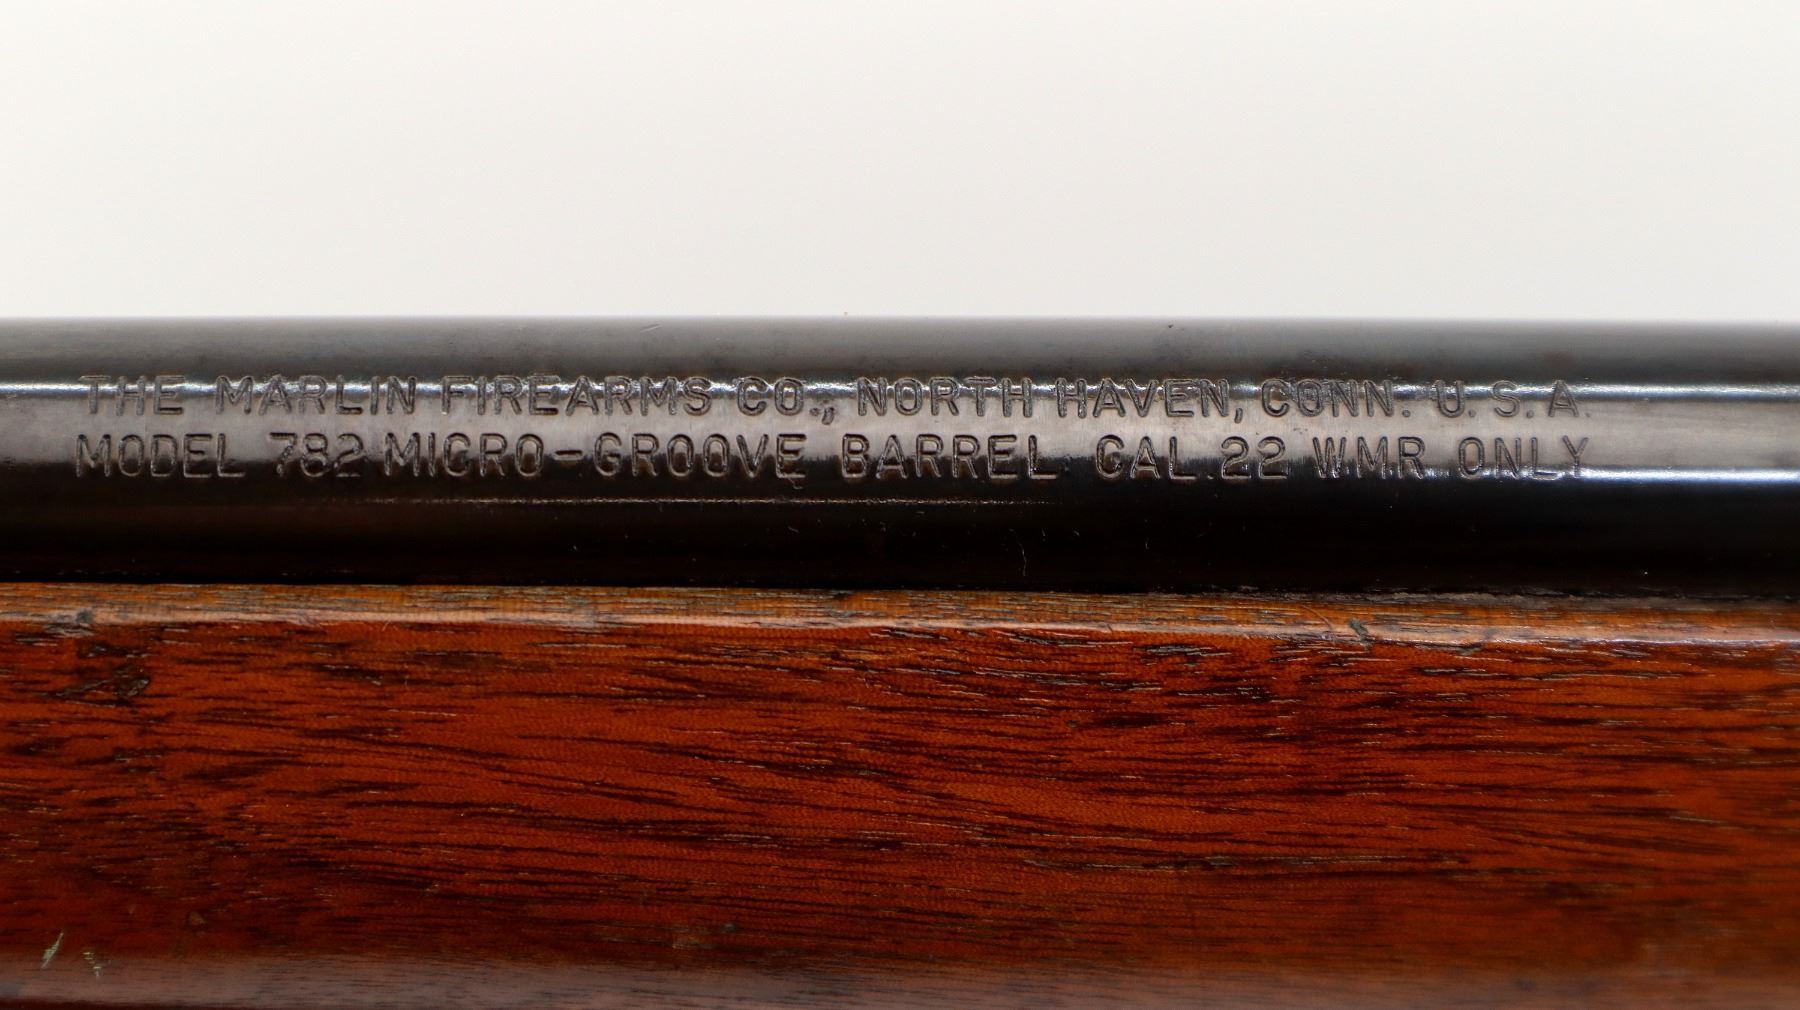 THE MARLIN FIREARMS CO., NORTH HAVEN, CONN. U.S.A.
MODEL 782 MICRO-GROOVE BARREL CAL.22 WMR ONLY